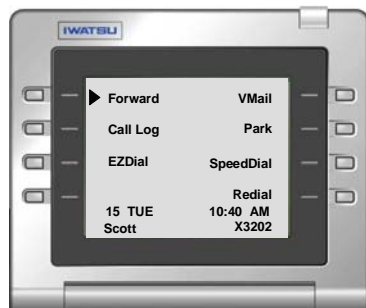 IWATSU
Forward VMail
Call Log Park
EZDial SpeedDial
Redial
15 TUE 10:40 AM
Scott X3202